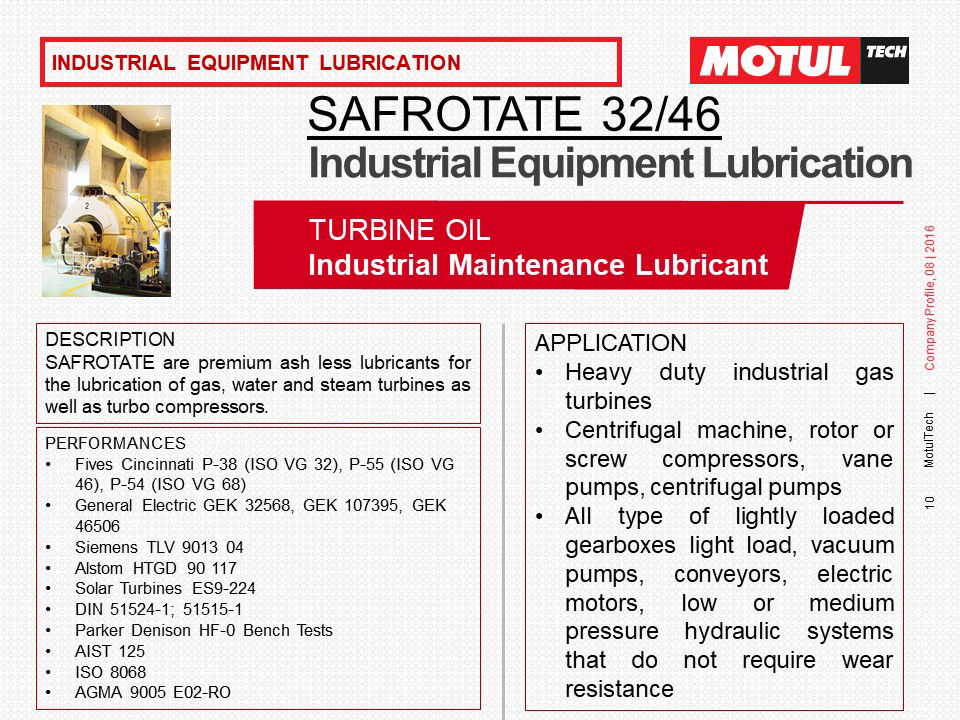 INDUSTRIAL EQUIPMENT LUBRICATION
MOTUL TECH
SAFROTATE 32/46
Industrial Equipment Lubrication
TURBINE OIL
Industrial Maintenance Lubricant
DESCRIPTION
SAFROTATE are premium ash less lubricants for
the lubrication of gas, water and steam turbines as
well as turbo compressors.
PERFORMANCES
• Fives Cincinnati P-38 (ISO VG 32), P-55 (ISO VG
46), P-54 (ISO VG 68)
• General Electric GEK 32568, GEK 107395, GEK
46506
• Siemens TLV 9013 04
• Alstom HTGD 90 117
• Solar Turbines ES9-224
• DIN 51524-1; 51515-1
• Parker Denison HF-0 Bench Tests
• AIST 125
• ISO 8068
• AGMA 9005 E02-RO
APPLICATION
• Heavy duty industrial gas
turbines
• Centrifugal machine, rotor or
screw compressors, vane
pumps, centrifugal pumps
• All type of lightly loaded
gearboxes light load, vacuum
pumps, conveyors, electric
motors, low or medium
pressure hydraulic systems
that do not require wear
resistance
10 MotulTech | Company Profile, 08 | 2016
2